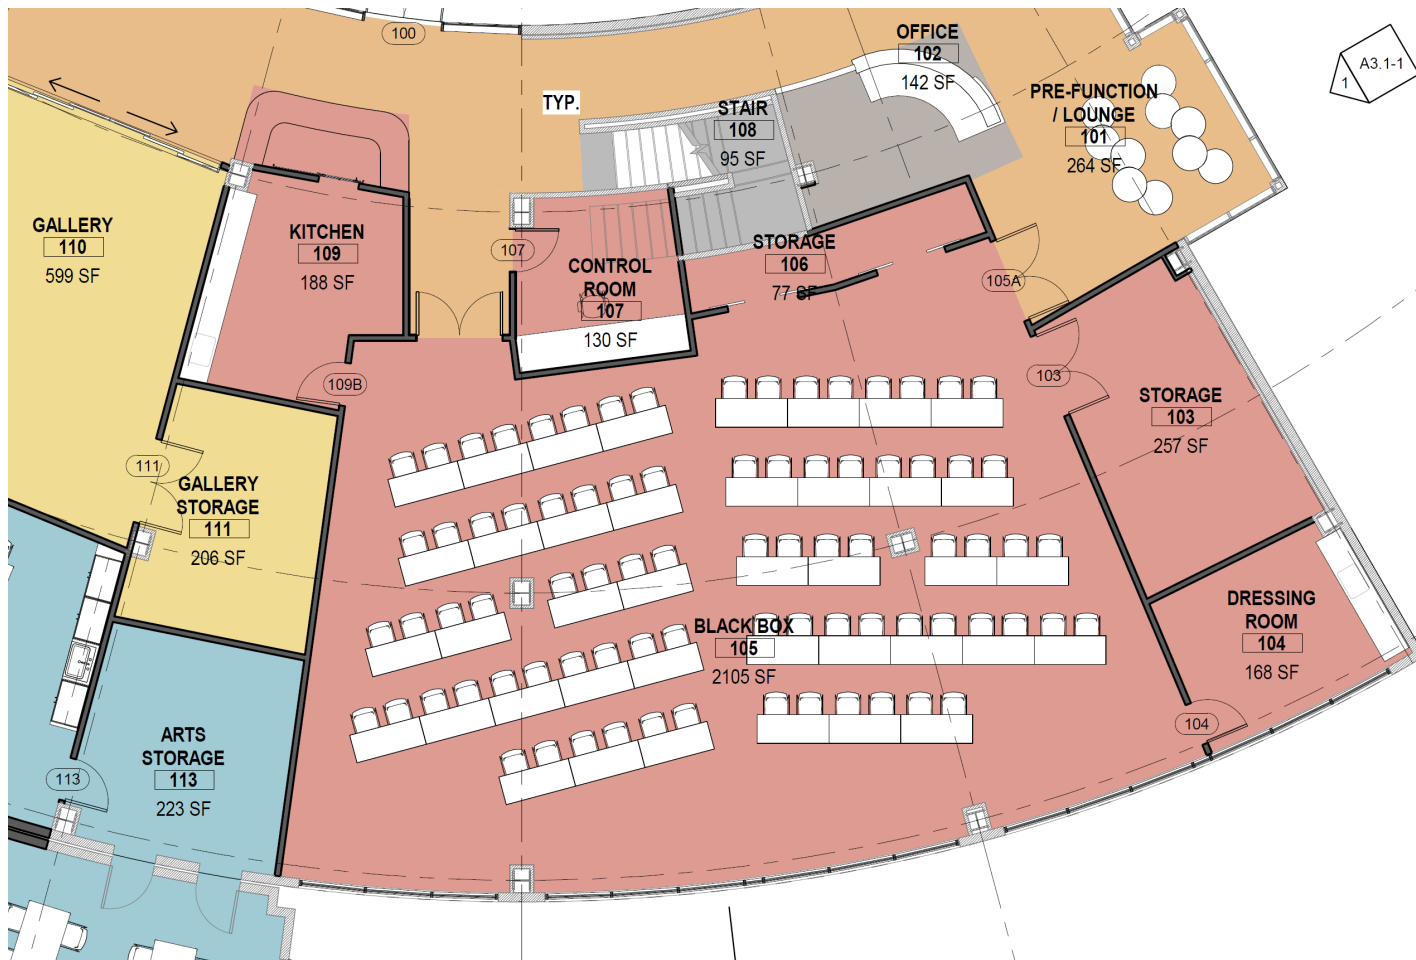 100
OFFICE
102
142 SF
A3.1-1
1
TYP.
STAIR
108
95 SF
PRE-FUNCTION
/ LOUNGE
101
264 SF
GALLERY
110
599 SF
KITCHEN
109
188 SF
107
CONTROL
ROOM
107
130 SF
STORAGE
106
77 SF
105A
109B
103
STORAGE
103
257 SF
111
GALLERY
STORAGE
111
206 SF
BLACK BOX
105
2105 SF
DRESSING
ROOM
104
168 SF
104
ARTS
STORAGE
113
223 SF
113